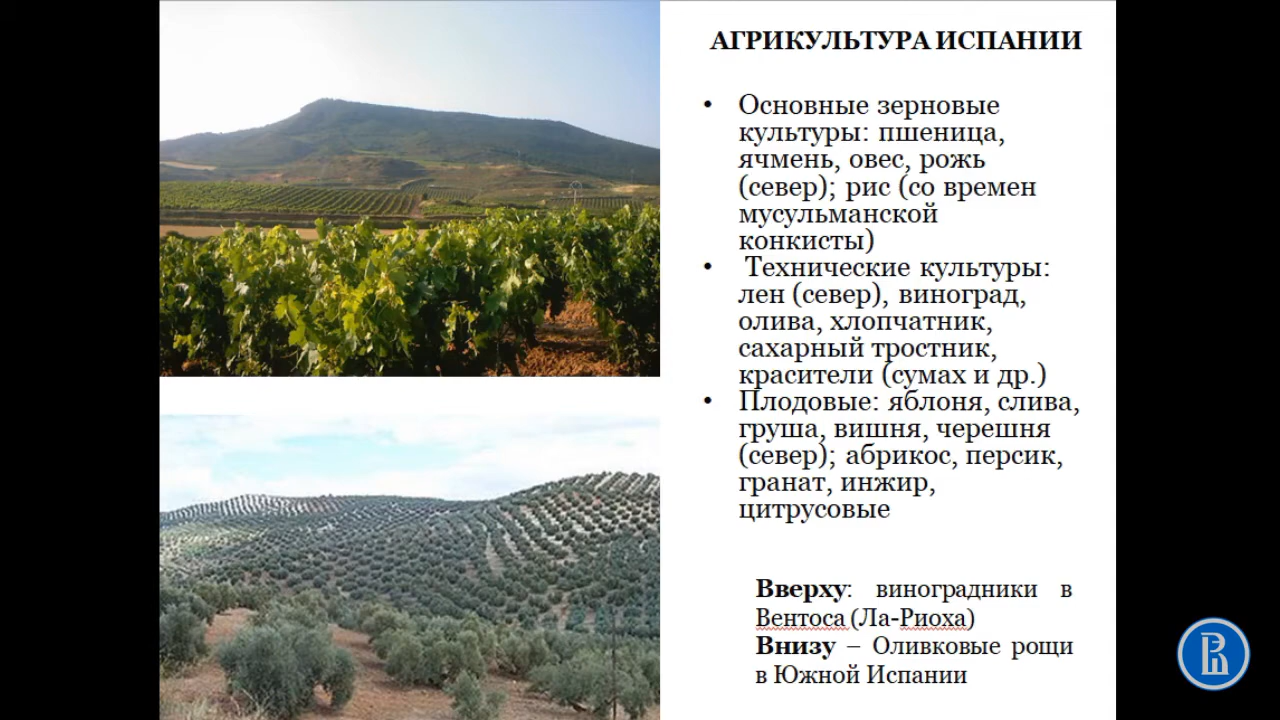 АГРИКУЛЬТУРА ИСПАНИИ
• Основные зерновые
культуры: пшеница,
ячмень, овес, рожь
(север); рис (со времен
мусульманской
конкисты)
• Технические культуры:
лен (север), виноград,
олива, хлопчатник,
сахарный тростник,
красители (сумах и др.)
• Плодовые: яблоня, слива,
груша, вишня, черешня
(север); абрикос, персик,
гранат, инжир,
цитрусовые
Вверху: виноградники в
Вентоса (Ла-Риоха)
Внизу – Оливковые рощи
в Южной Испании